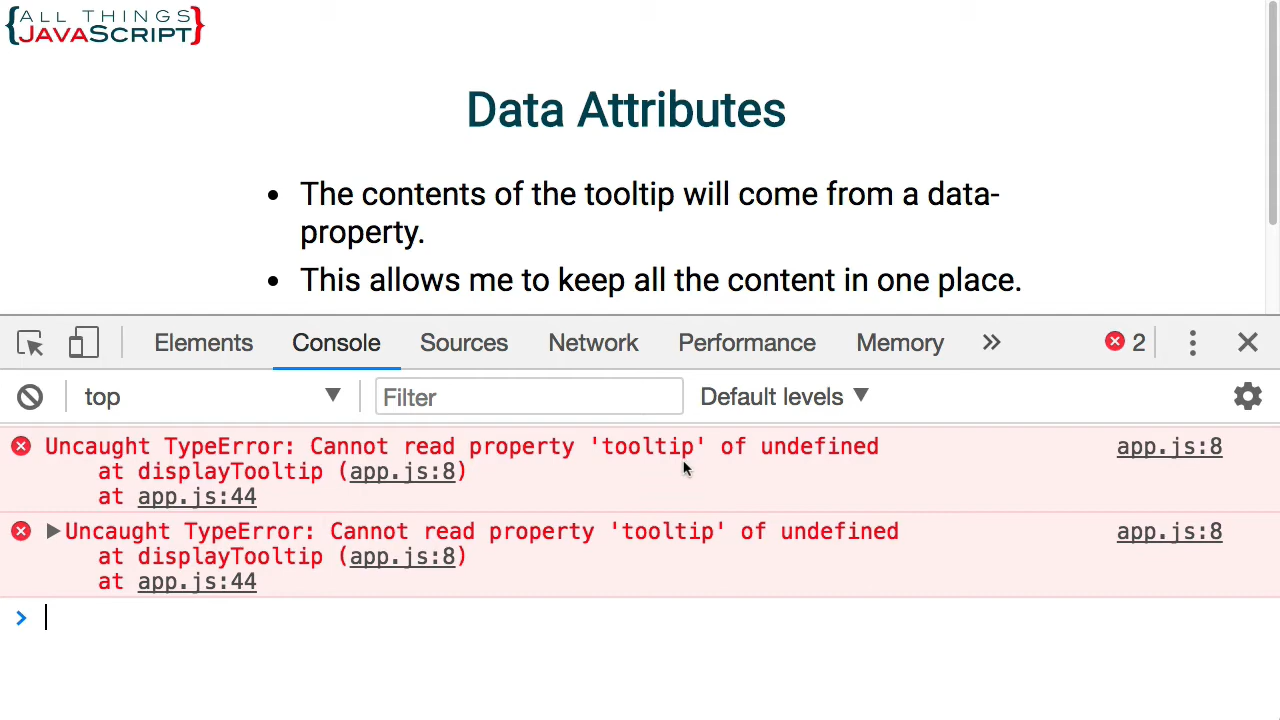 {ALL THINGS
JAVASCRIPT}
Data Attributes
• The contents of the tooltip will come from a data-
property.
• This allows me to keep all the content in one place.
Elements Console Sources Network Performance Memory » 2
top Filter Default levels
Uncaught TypeError: Cannot read property 'tooltip' of undefined app.js:8
at displayTooltip (app.js:8)
at app.js:44
Uncaught TypeError: Cannot read property 'tooltip' of undefined app.js:8
at displayTooltip (app.js:8)
at app.js:44